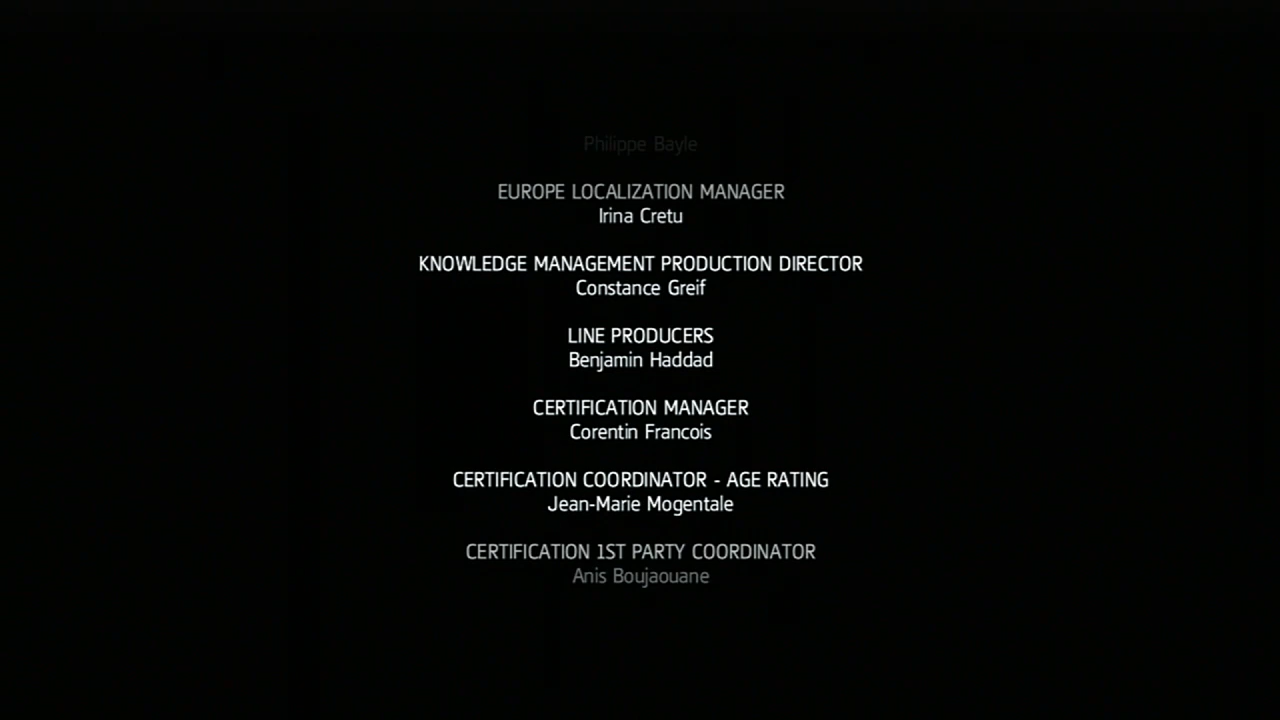 Philippe Bayle
EUROPE LOCALIZATION MANAGER
Irina Cretu
KNOWLEDGE MANAGEMENT PRODUCTION DIRECTOR
Constance Greif
LINE PRODUCERS
Benjamin Haddad
CERTIFICATION MANAGER
Corentin Francois
CERTIFICATION COORDINATOR - AGE RATING
Jean-Marie Mogentale
CERTIFICATION 1ST PARTY COORDINATOR
Anis Boujaouane